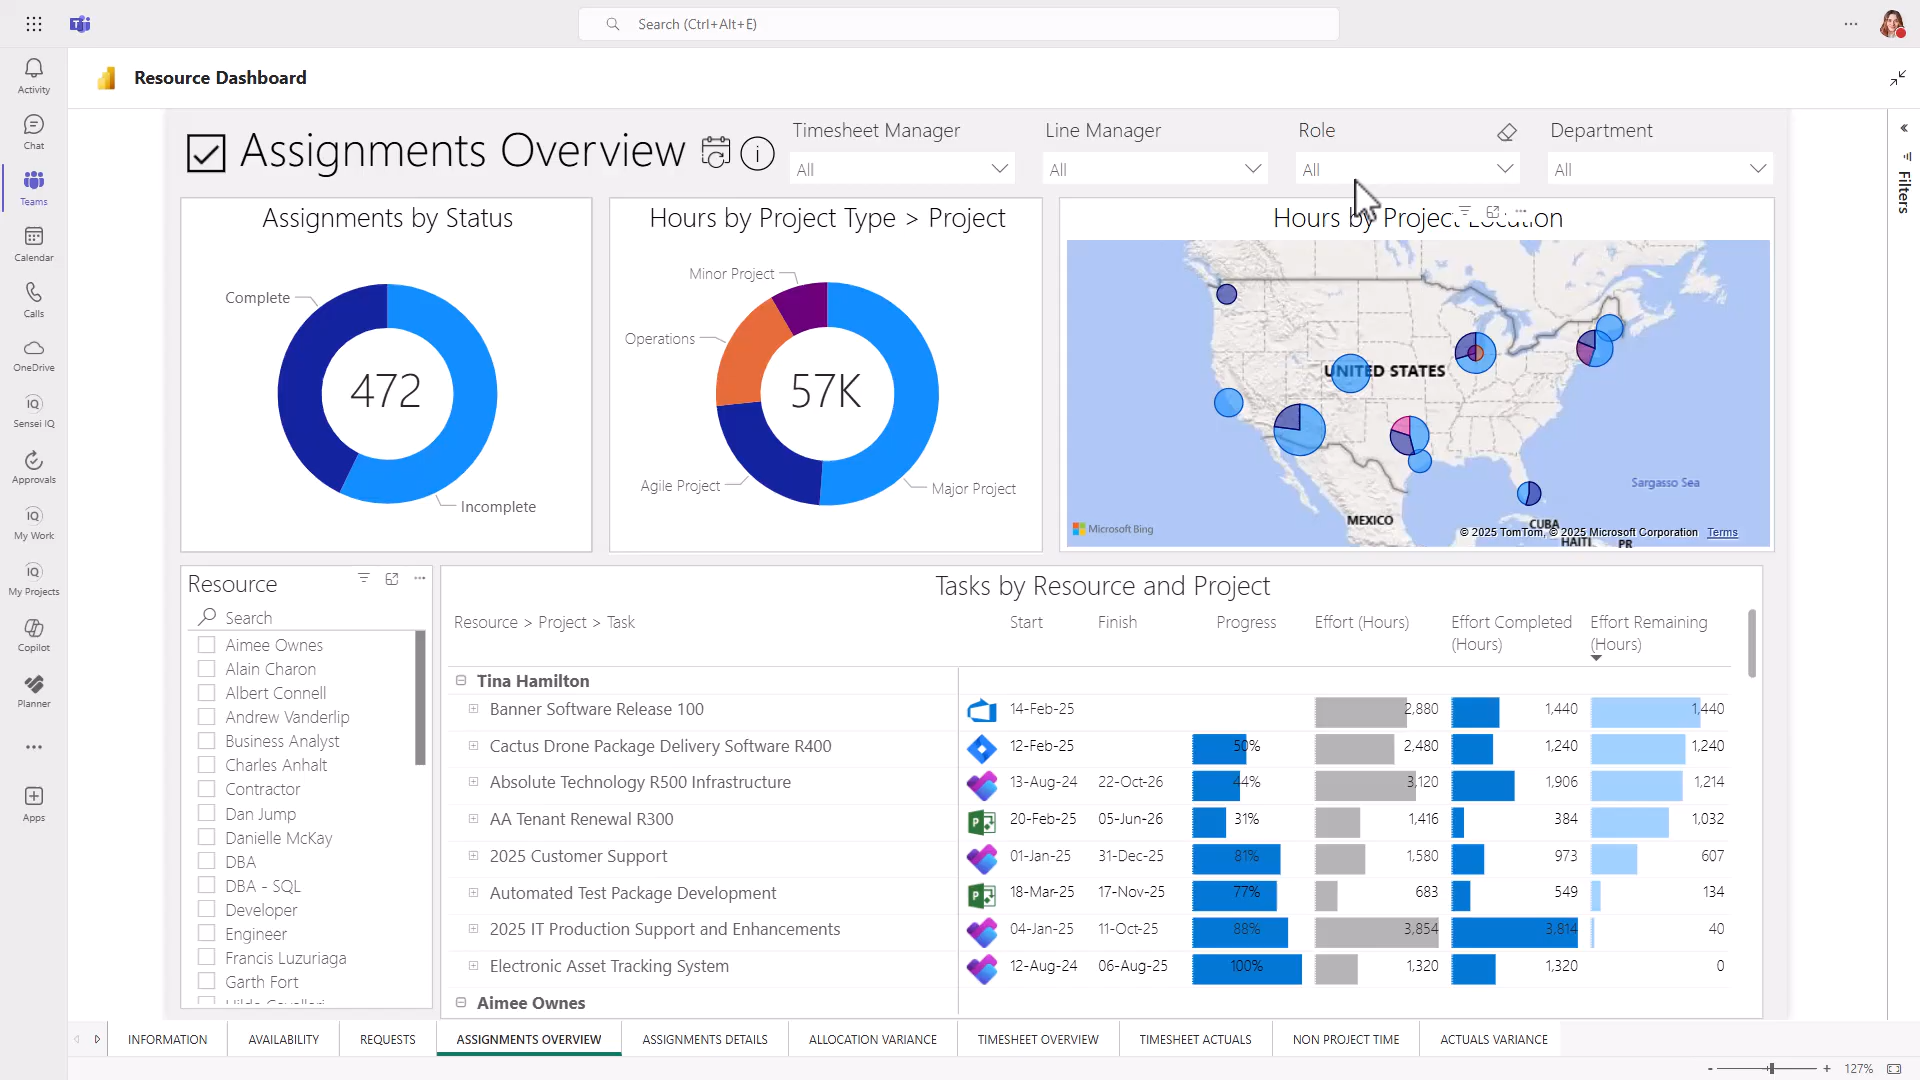 Search (Ctrl+Alt+E)
Resource Dashboard
Activity
Chat
Teams
Calendar
Calls
OneDrive
IQ
Sensei IQ
Approvals
IQ
My Work
IQ
My Projects
Copilot
Planner
Apps
Assignments Overview
Timesheet Manager
All
Line Manager
All
Role
All
Department
All
Filters
Assignments by Status
Complete
472
Incomplete
Hours by Project Type > Project
Minor Project
Operations
57K
Agile Project
Major Project
Hours by Project Location
UNITED STATES
Sargasso Sea
MEXICO
CUBA
HAITI
PR
Microsoft Bing
© 2025 TomTom, © 2025 Microsoft Corporation Terms
Resource
Search
Aimee Ownes
Alain Charon
Albert Connell
Andrew Vanderlip
Business Analyst
Charles Anhalt
Contractor
Dan Jump
Danielle McKay
DBA
DBA - SQL
Developer
Engineer
Francis Luzuriaga
Garth Fort
Tasks by Resource and Project
Resource > Project > Task Start Finish Progress Effort (Hours) Effort Completed (Hours) Effort Remaining (Hours)
Tina Hamilton
Banner Software Release 100 14-Feb-25 2,880 1,440 1,440
Cactus Drone Package Delivery Software R400 12-Feb-25 50% 2,480 1,240 1,240
Absolute Technology R500 Infrastructure 13-Aug-24 22-Oct-26 44% 3,120 1,906 1,214
AA Tenant Renewal R300 20-Feb-25 05-Jun-26 31% 1,416 384 1,032
2025 Customer Support 01-Jan-25 31-Dec-25 81% 1,580 973 607
Automated Test Package Development 18-Mar-25 17-Nov-25 77% 683 549 134
2025 IT Production Support and Enhancements 04-Jan-25 11-Oct-25 88% 3,854 3,814 40
Electronic Asset Tracking System 12-Aug-24 06-Aug-25 100% 1,320 1,320 0
Aimee Ownes
INFORMATION AVAILABILITY REQUESTS ASSIGNMENTS OVERVIEW ASSIGNMENTS DETAILS ALLOCATION VARIANCE TIMESHEET OVERVIEW TIMESHEET ACTUALS NON PROJECT TIME ACTUALS VARIANCE
- + 127%